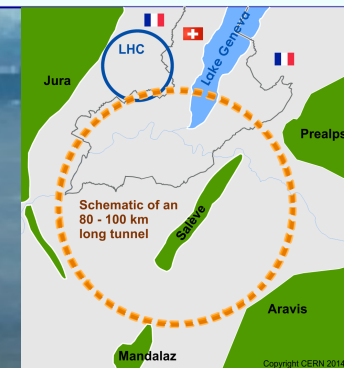 LHC
Lake Geneva
Jura
Prealps
Schematic of an
80 - 100 km
long tunnel
Salève
Aravis
Mandalaz
Copyright CERN 2014